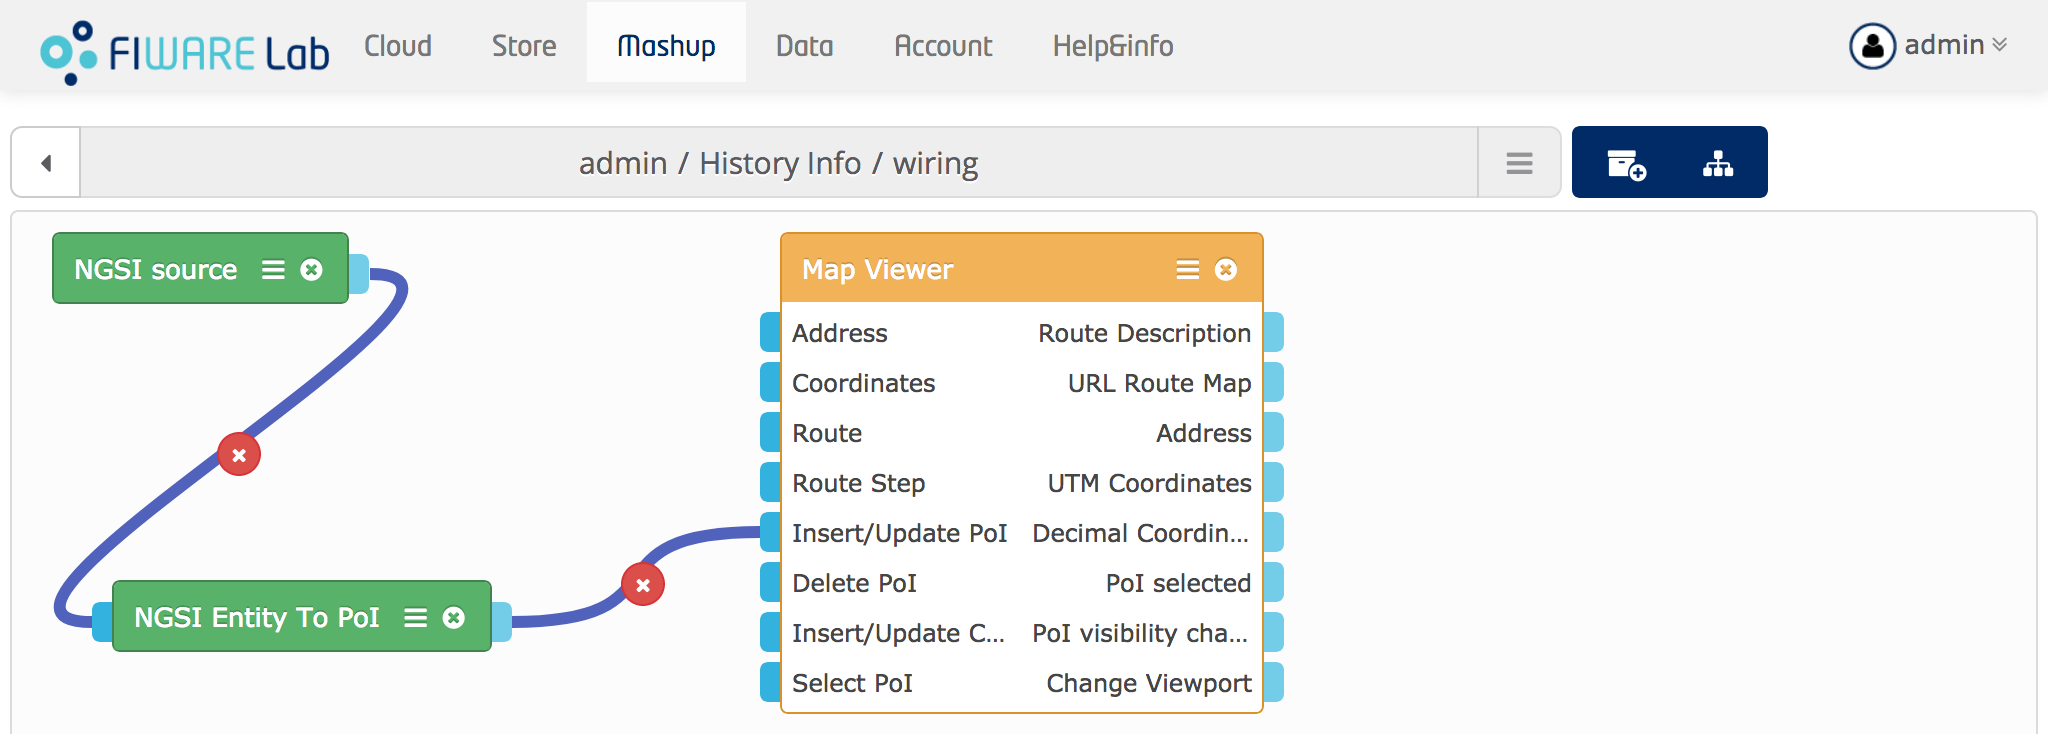 FIWARE Lab Cloud Store Mashup Data Account Help&info admin
admin / History Info / wiring
NGSI source
NGSI Entity To PoI
Map Viewer
Address Route Description
Coordinates URL Route Map
Route Address
Route Step UTM Coordinates
Insert/Update PoI Decimal Coordin...
Delete PoI PoI selected
Insert/Update C... PoI visibility cha...
Select PoI Change Viewport